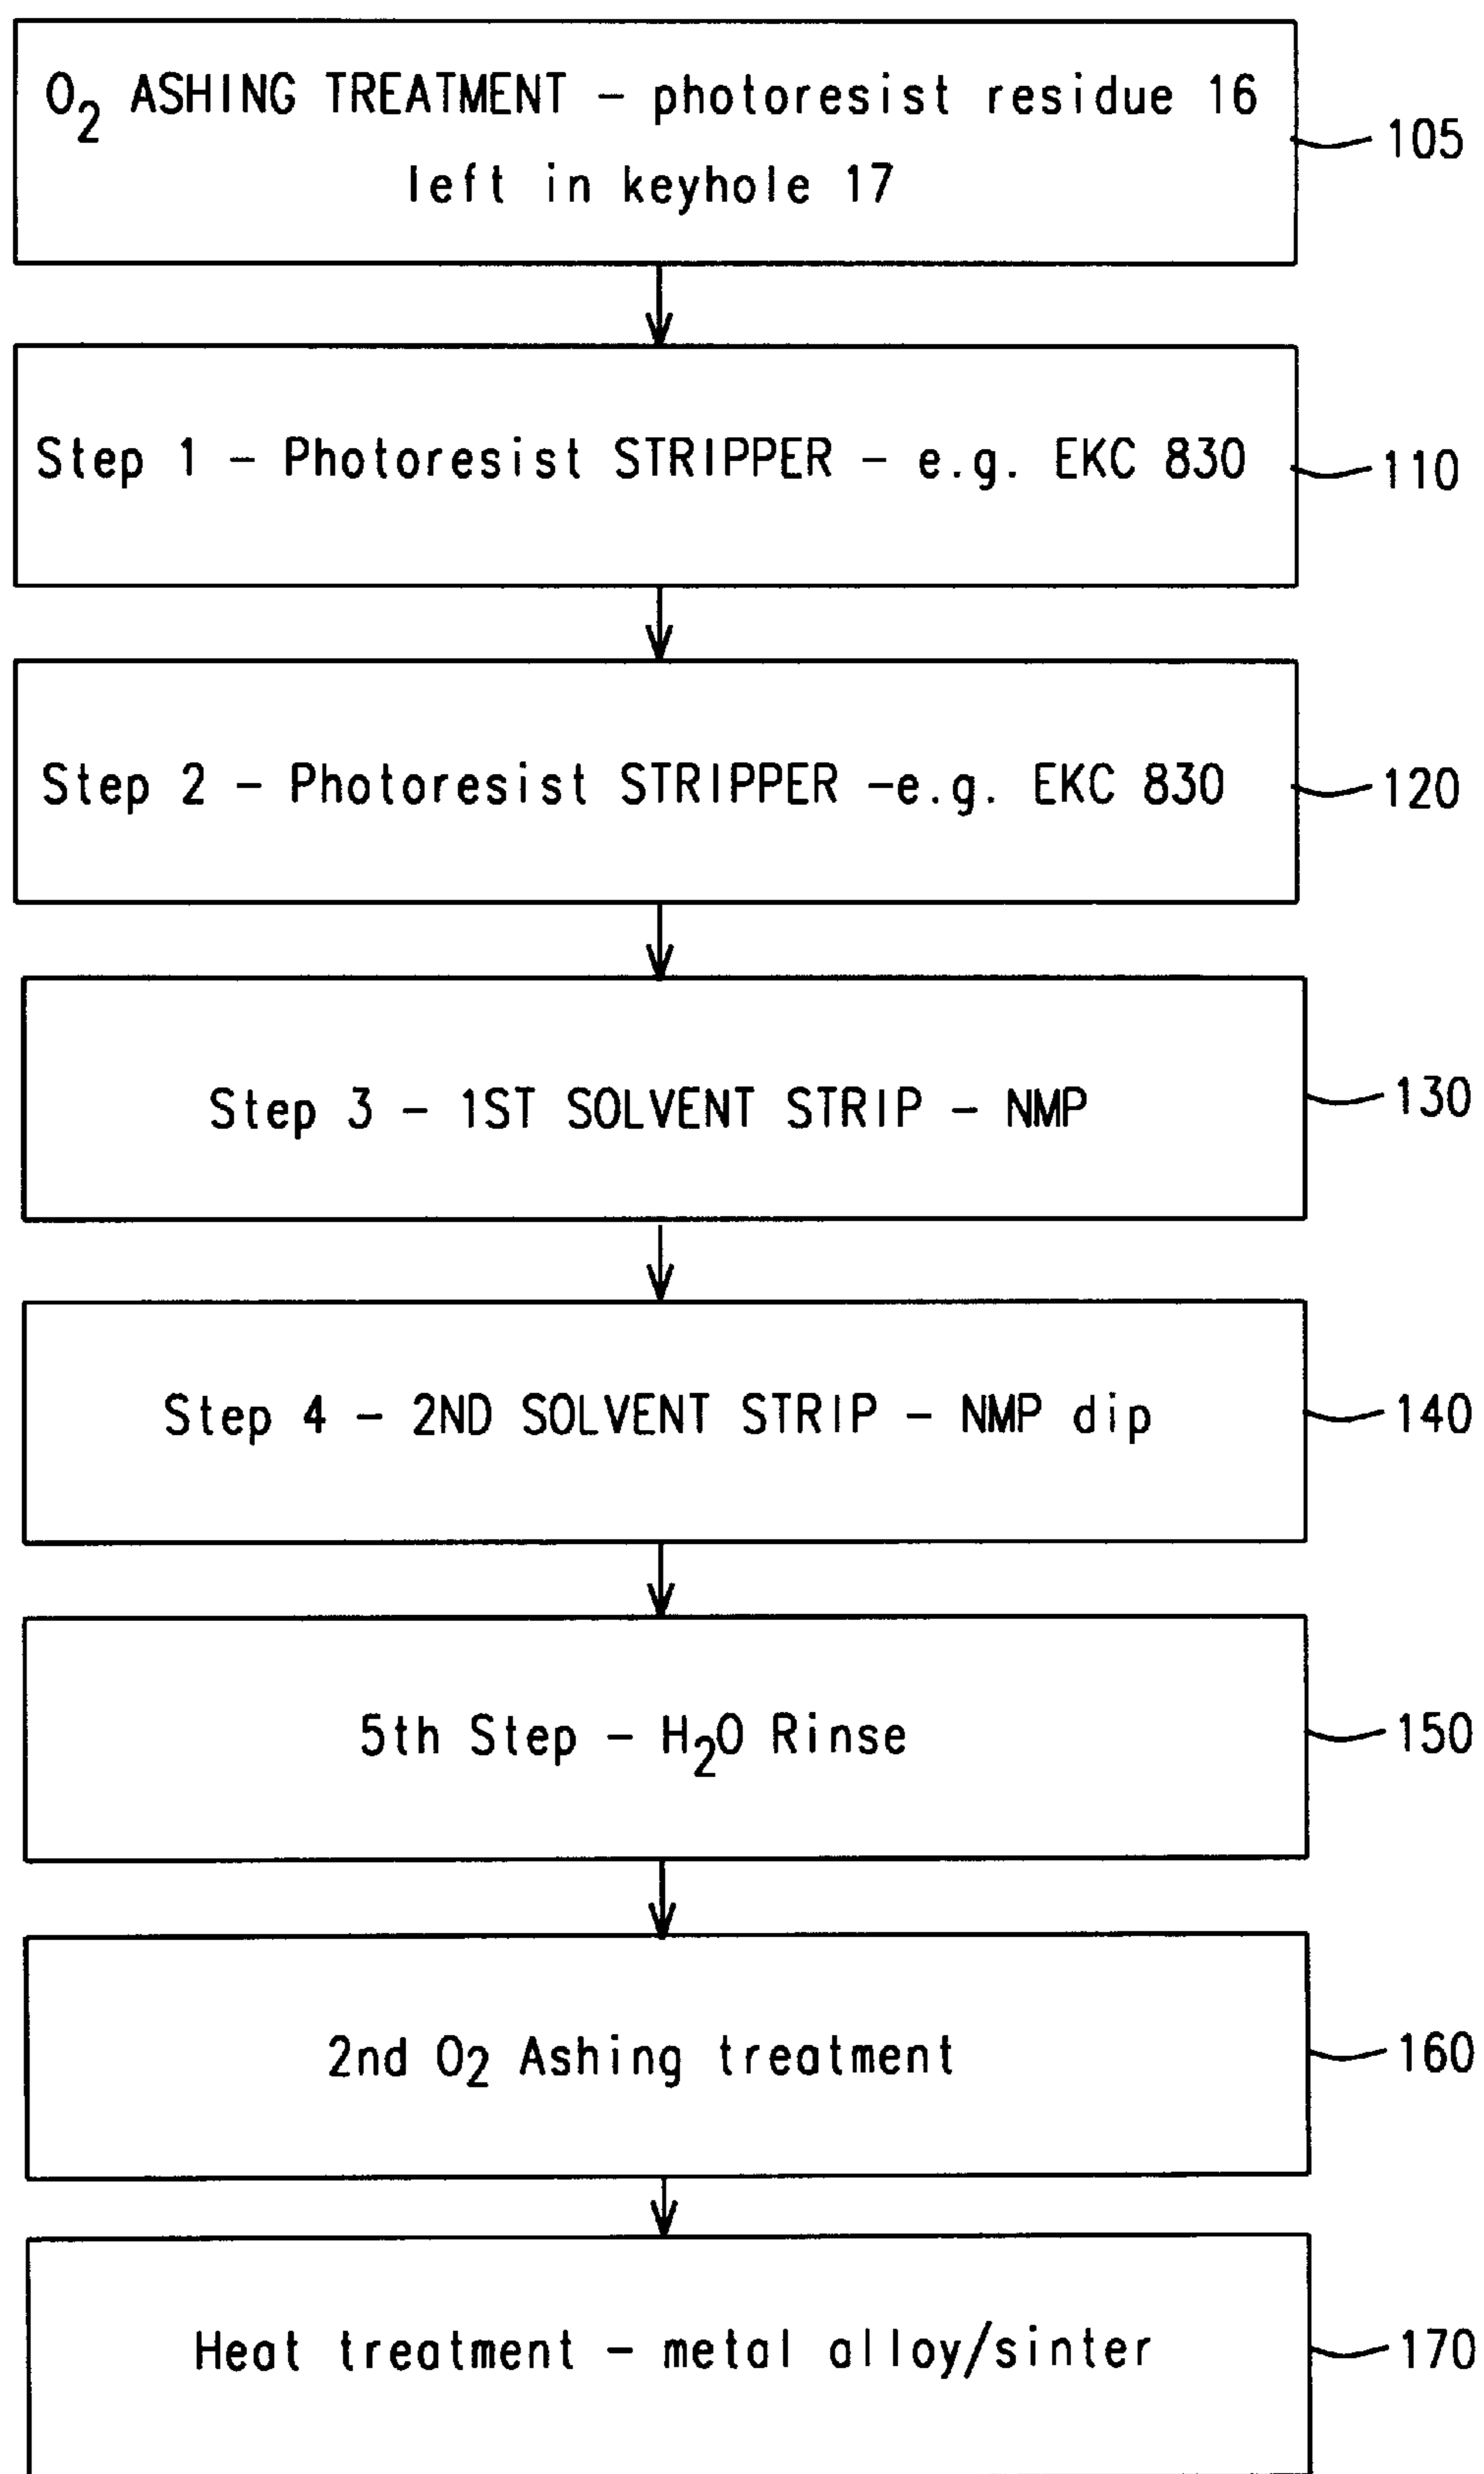 O₂ ASHING TREATMENT – photoresist residue 16
left in keyhole 17
105
Step 1 – Photoresist STRIPPER – e.g. EKC 830
110
Step 2 – Photoresist STRIPPER –e.g. EKC 830
120
Step 3 – 1ST SOLVENT STRIP – NMP
130
Step 4 – 2ND SOLVENT STRIP – NMP dip
140
5th Step – H₂O Rinse
150
2nd O₂ Ashing treatment
160
Heat treatment – metal alloy/sinter
170